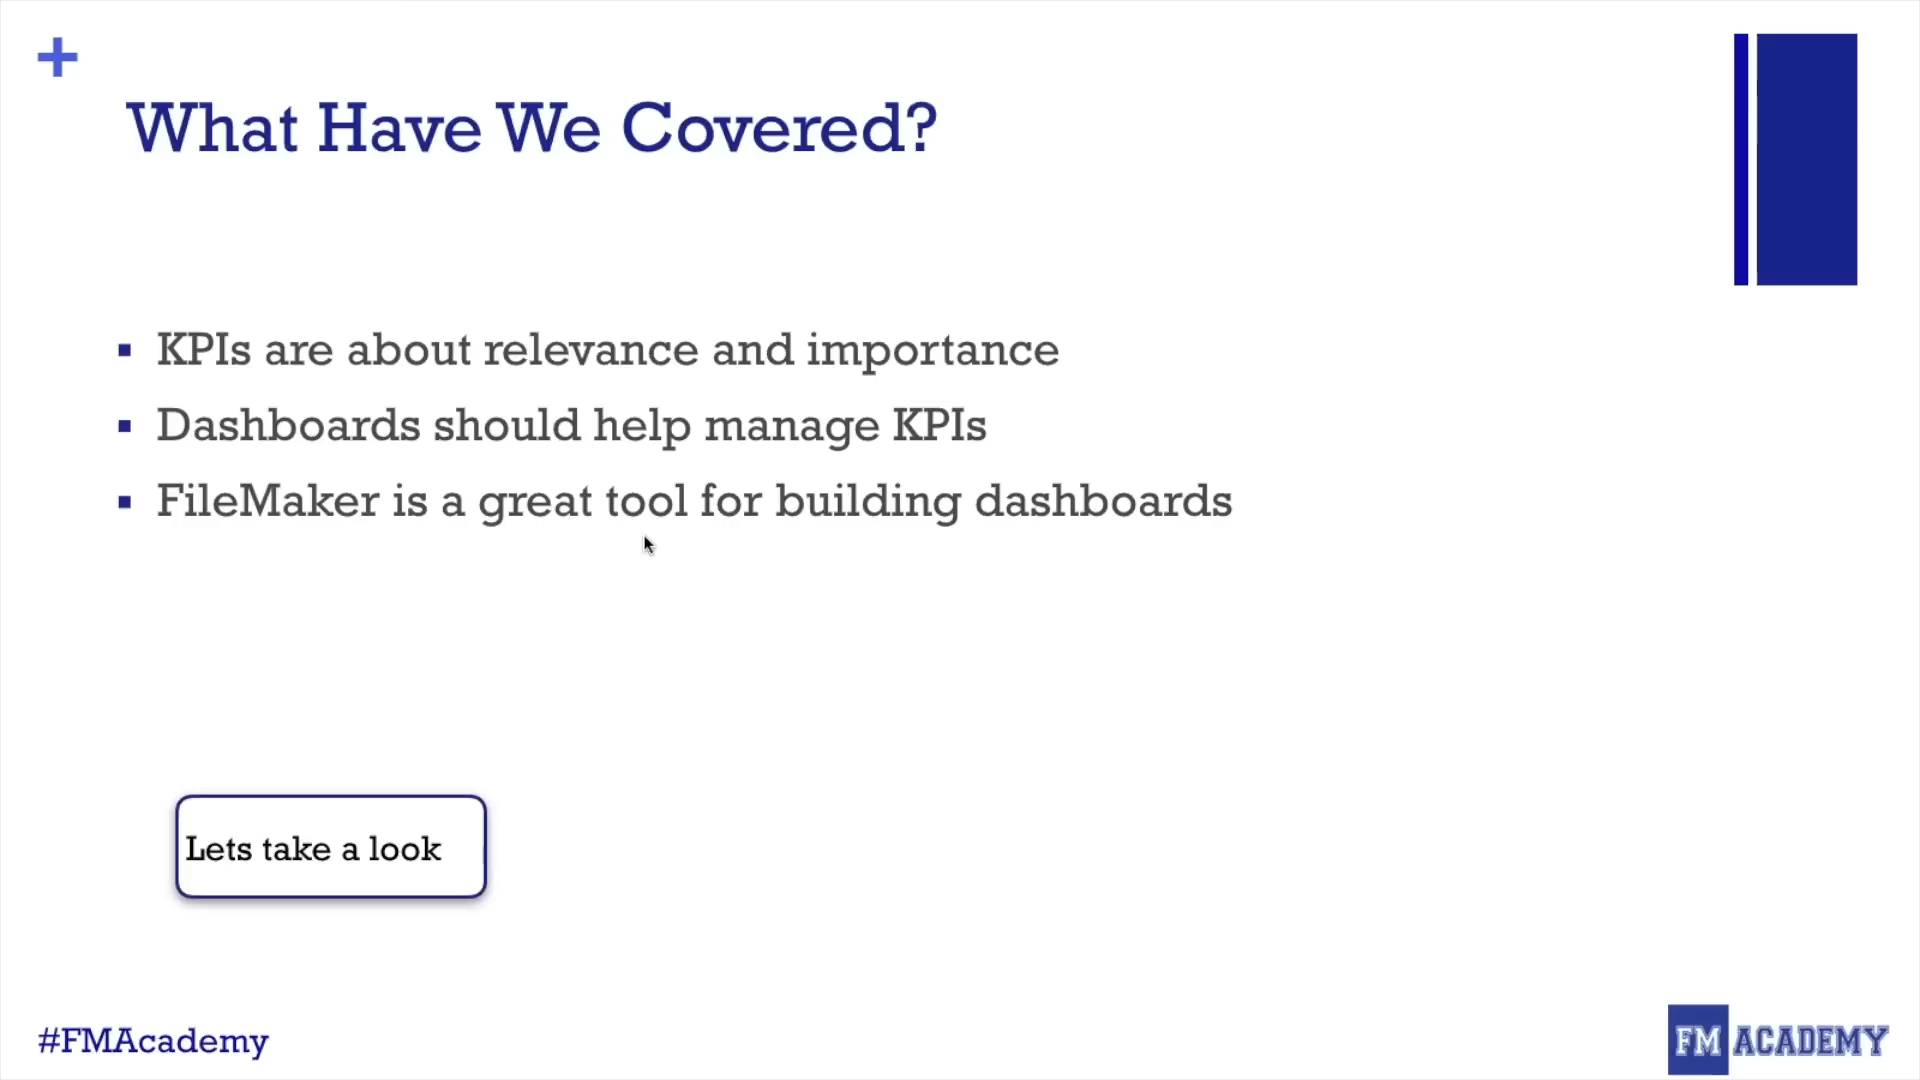 What Have We Covered?
KPIs are about relevance and importance
Dashboards should help manage KPIs
FileMaker is a great tool for building dashboards
Lets take a look
#FMAcademy
FM ACADEMY